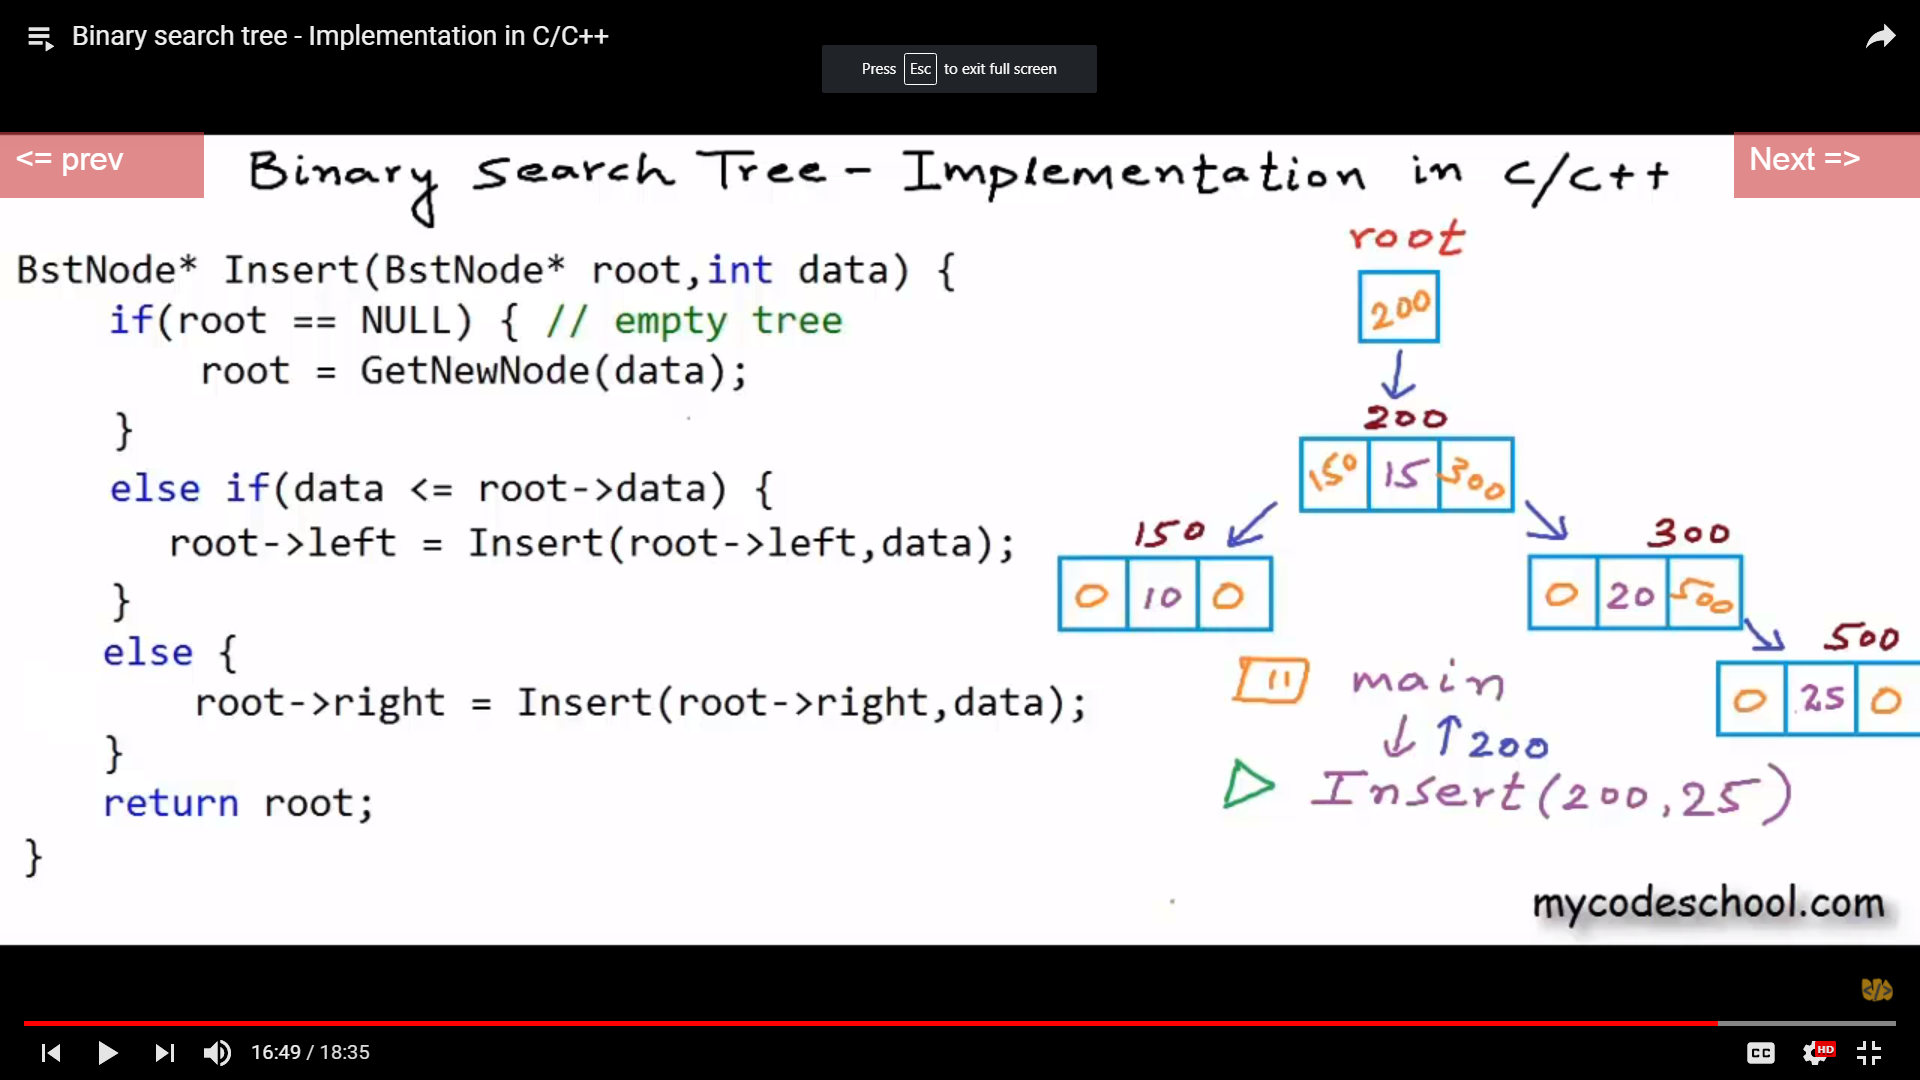 Binary search tree - Implementation in C/C++
Press Esc to exit full screen
<= prev
Binary Search Tree - Implementation in C/C++
Next =>
BstNode* Insert(BstNode* root,int data) {
if(root == NULL) { // empty tree
root = GetNewNode(data);
}
else if(data <= root->data) {
root->left = Insert(root->left,data);
}
else {
root->right = Insert(root->right,data);
}
return root;
}
root
200
200
150 15 300
150
0 10 0
300
0 20 500
500
0 25 0
11 main
200
Insert(200,25)
mycodeschool.com
</>
16:49 / 18:35
CC
HD